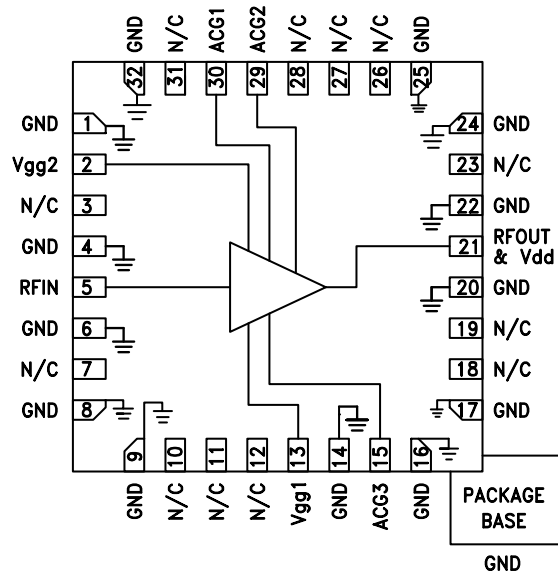 GND
N/C
ACG1
ACG2
N/C
N/C
N/C
GND
32
31
30
29
28
27
26
25
GND 1
Vgg2 2
N/C 3
GND 4
RFIN 5
GND 6
N/C 7
GND 8
24 GND
23 N/C
22 GND
21 RFOUT
& Vdd
20 GND
19 N/C
18 N/C
17 GND
9
10
11
12
13
14
15
16
GND
N/C
N/C
N/C
Vgg1
GND
ACG3
GND
PACKAGE
BASE
GND